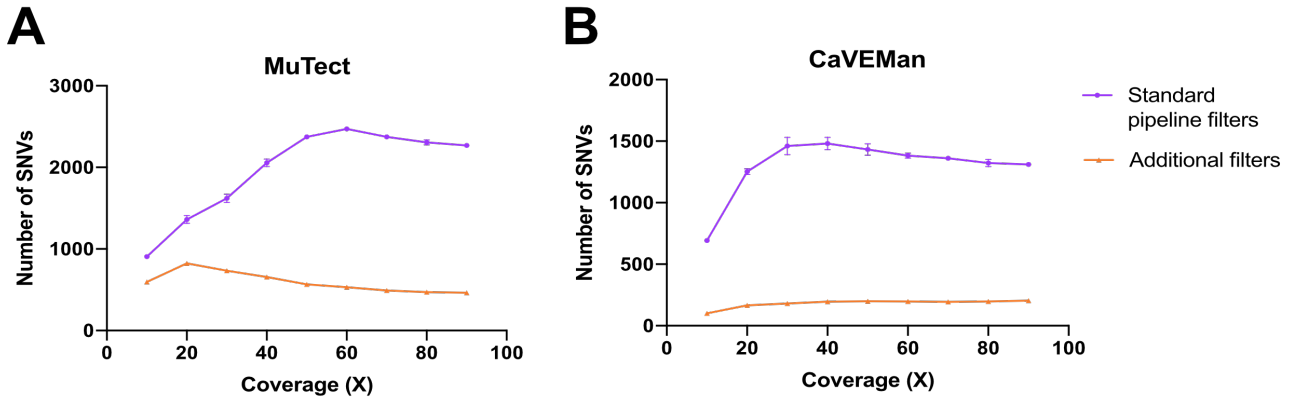 A
MuTect
Number of SNVs
3000
2000
1000
0
0
20
40
60
80
100
Coverage (X)
B
CaVEMan
Number of SNVs
2000
1500
1000
500
0
0
20
40
60
80
100
Coverage (X)
Standard
pipeline filters
Additional filters